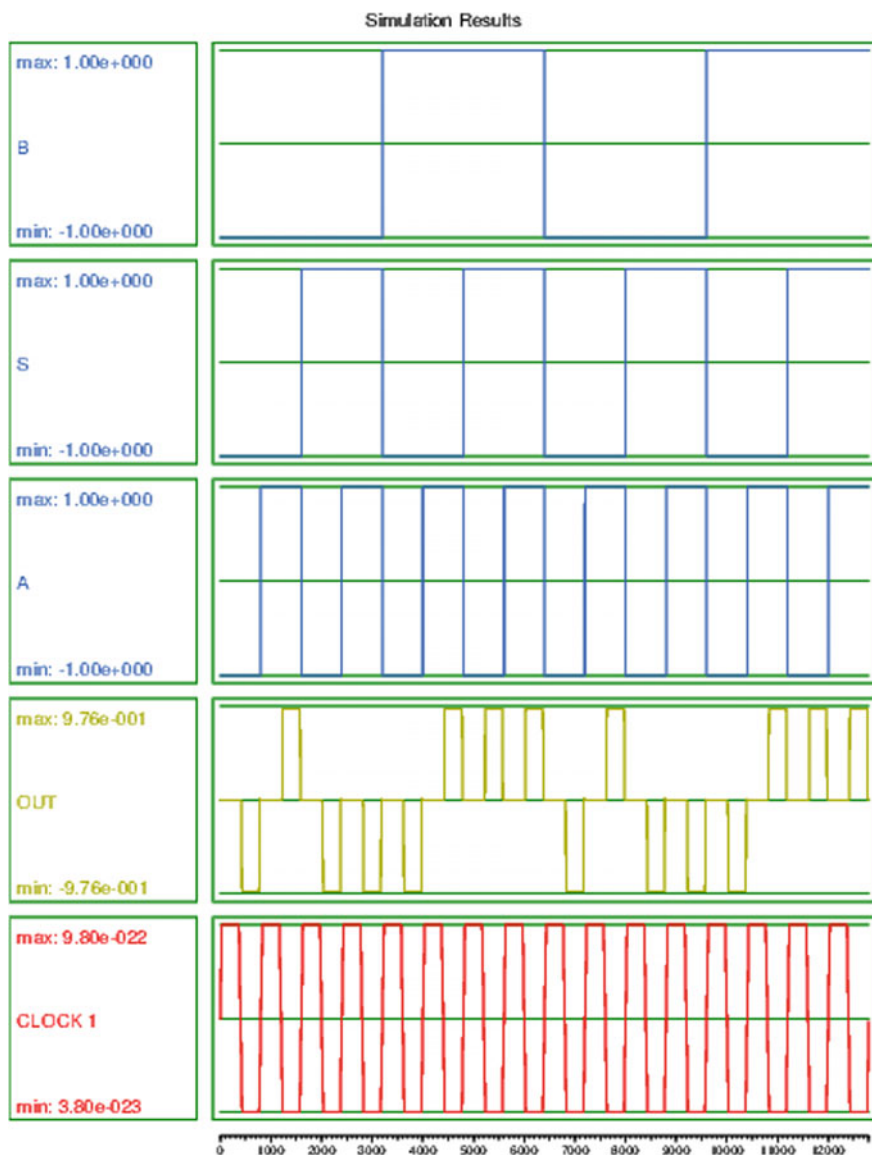 Simulation Results
max: 1.00e+000
B
min: -1.00e+000
max: 1.00e+000
S
min: -1.00e+000
max: 1.00e+000
A
min: -1.00e+000
max: 9.76e-001
OUT
min: -9.76e-001
max: 9.80e-022
CLOCK 1
min: 3.80e-023
0 1000 2000 3000 4000 5000 6000 7000 8000 9000 10000 11000 12000